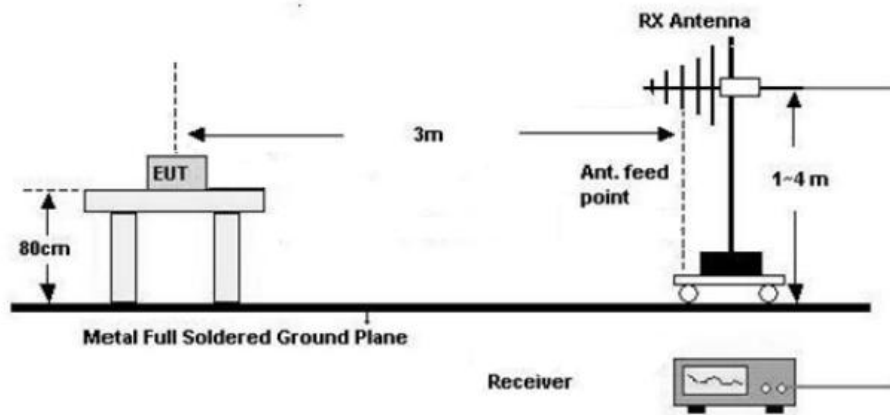 RX Antenna
3m
EUT
Ant. feed
point
1~4 m
80cm
Metal Full Soldered Ground Plane
Receiver